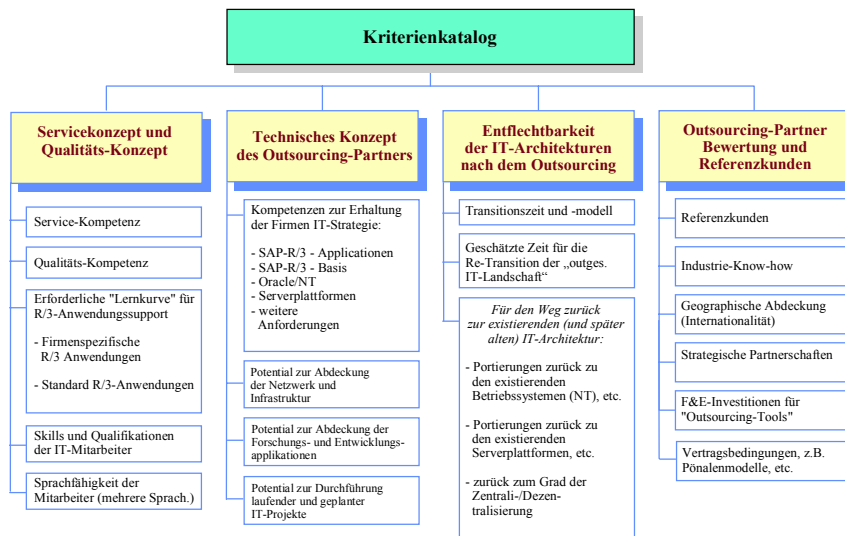 Kriterienkatalog
Servicekonzept und
Qualitäts-Konzept
Service-Kompetenz
Qualitäts-Kompetenz
Erforderliche "Lernkurve" für
R/3-Anwendungssupport
- Firmenspezifische
R/3 Anwendungen
- Standard R/3-Anwendungen
Skills und Qualifikationen
der IT-Mitarbeiter
Sprachfähigkeit der
Mitarbeiter (mehrere Sprach.)
Technisches Konzept
des Outsourcing-Partners
Kompetenzen zur Erhaltung
der Firmen IT-Strategie:
- SAP-R/3 - Applicationen
- SAP-R/3 - Basis
- Oracle/NT
- Serverplattformen
- weitere
Anforderungen
Potential zur Abdeckung
der Netzwerk und
Infrastruktur
Potential zur Abdeckung der
Forschungs- und Entwicklungs-
applikationen
Potential zur Durchführung
laufender und geplanter
IT-Projekte
Entflechtbarkeit
der IT-Architekturen
nach dem Outsourcing
Transitionszeit und -modell
Geschätzte Zeit für die
Re-Transition der „outges.
IT-Landschaft“
Für den Weg zurück
zur existierenden (und später
alten) IT-Architektur:
- Portierungen zurück zu
den existierenden
Betriebssystemen (NT), etc.
- Portierungen zurück zu
den existierenden
Serverplattformen, etc.
- zurück zum Grad der
Zentrali-/Dezen-
tralisierung
Outsourcing-Partner
Bewertung und
Referenzkunden
Referenzkunden
Industrie-Know-how
Geographische Abdeckung
(Internationalität)
Strategische Partnerschaften
F&E-Investitionen für
"Outsourcing-Tools"
Vertragsbedingungen, z.B.
Pönalenmodelle, etc.